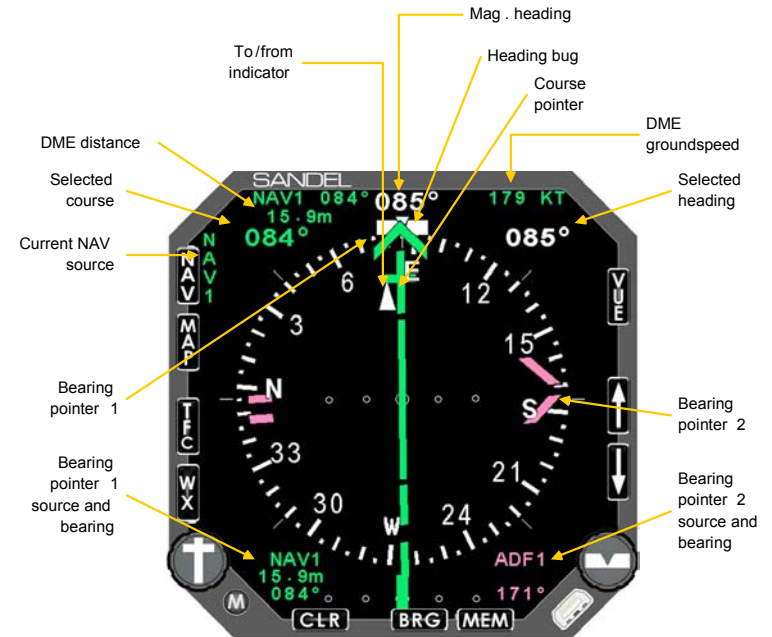 Mag . heading
To/from
indicator
Heading bug
Course
pointer
DME distance
DME
groundspeed
Selected
course
Selected
heading
Current NAV
source
Bearing
pointer 1
Bearing
pointer 2
Bearing
pointer 1
source and
bearing
Bearing
pointer 2
source and
bearing
SANDEL
NAV1 084° 085° 179 KT
15.9m
084° 085°
NAV1
NAV
MAP
TFC
WX
VUE
E
6
12
3
15
N
S
33
21
30
24
W
NAV1
15.9m
084°
ADF1
171°
M
CLR
BRG
MEM